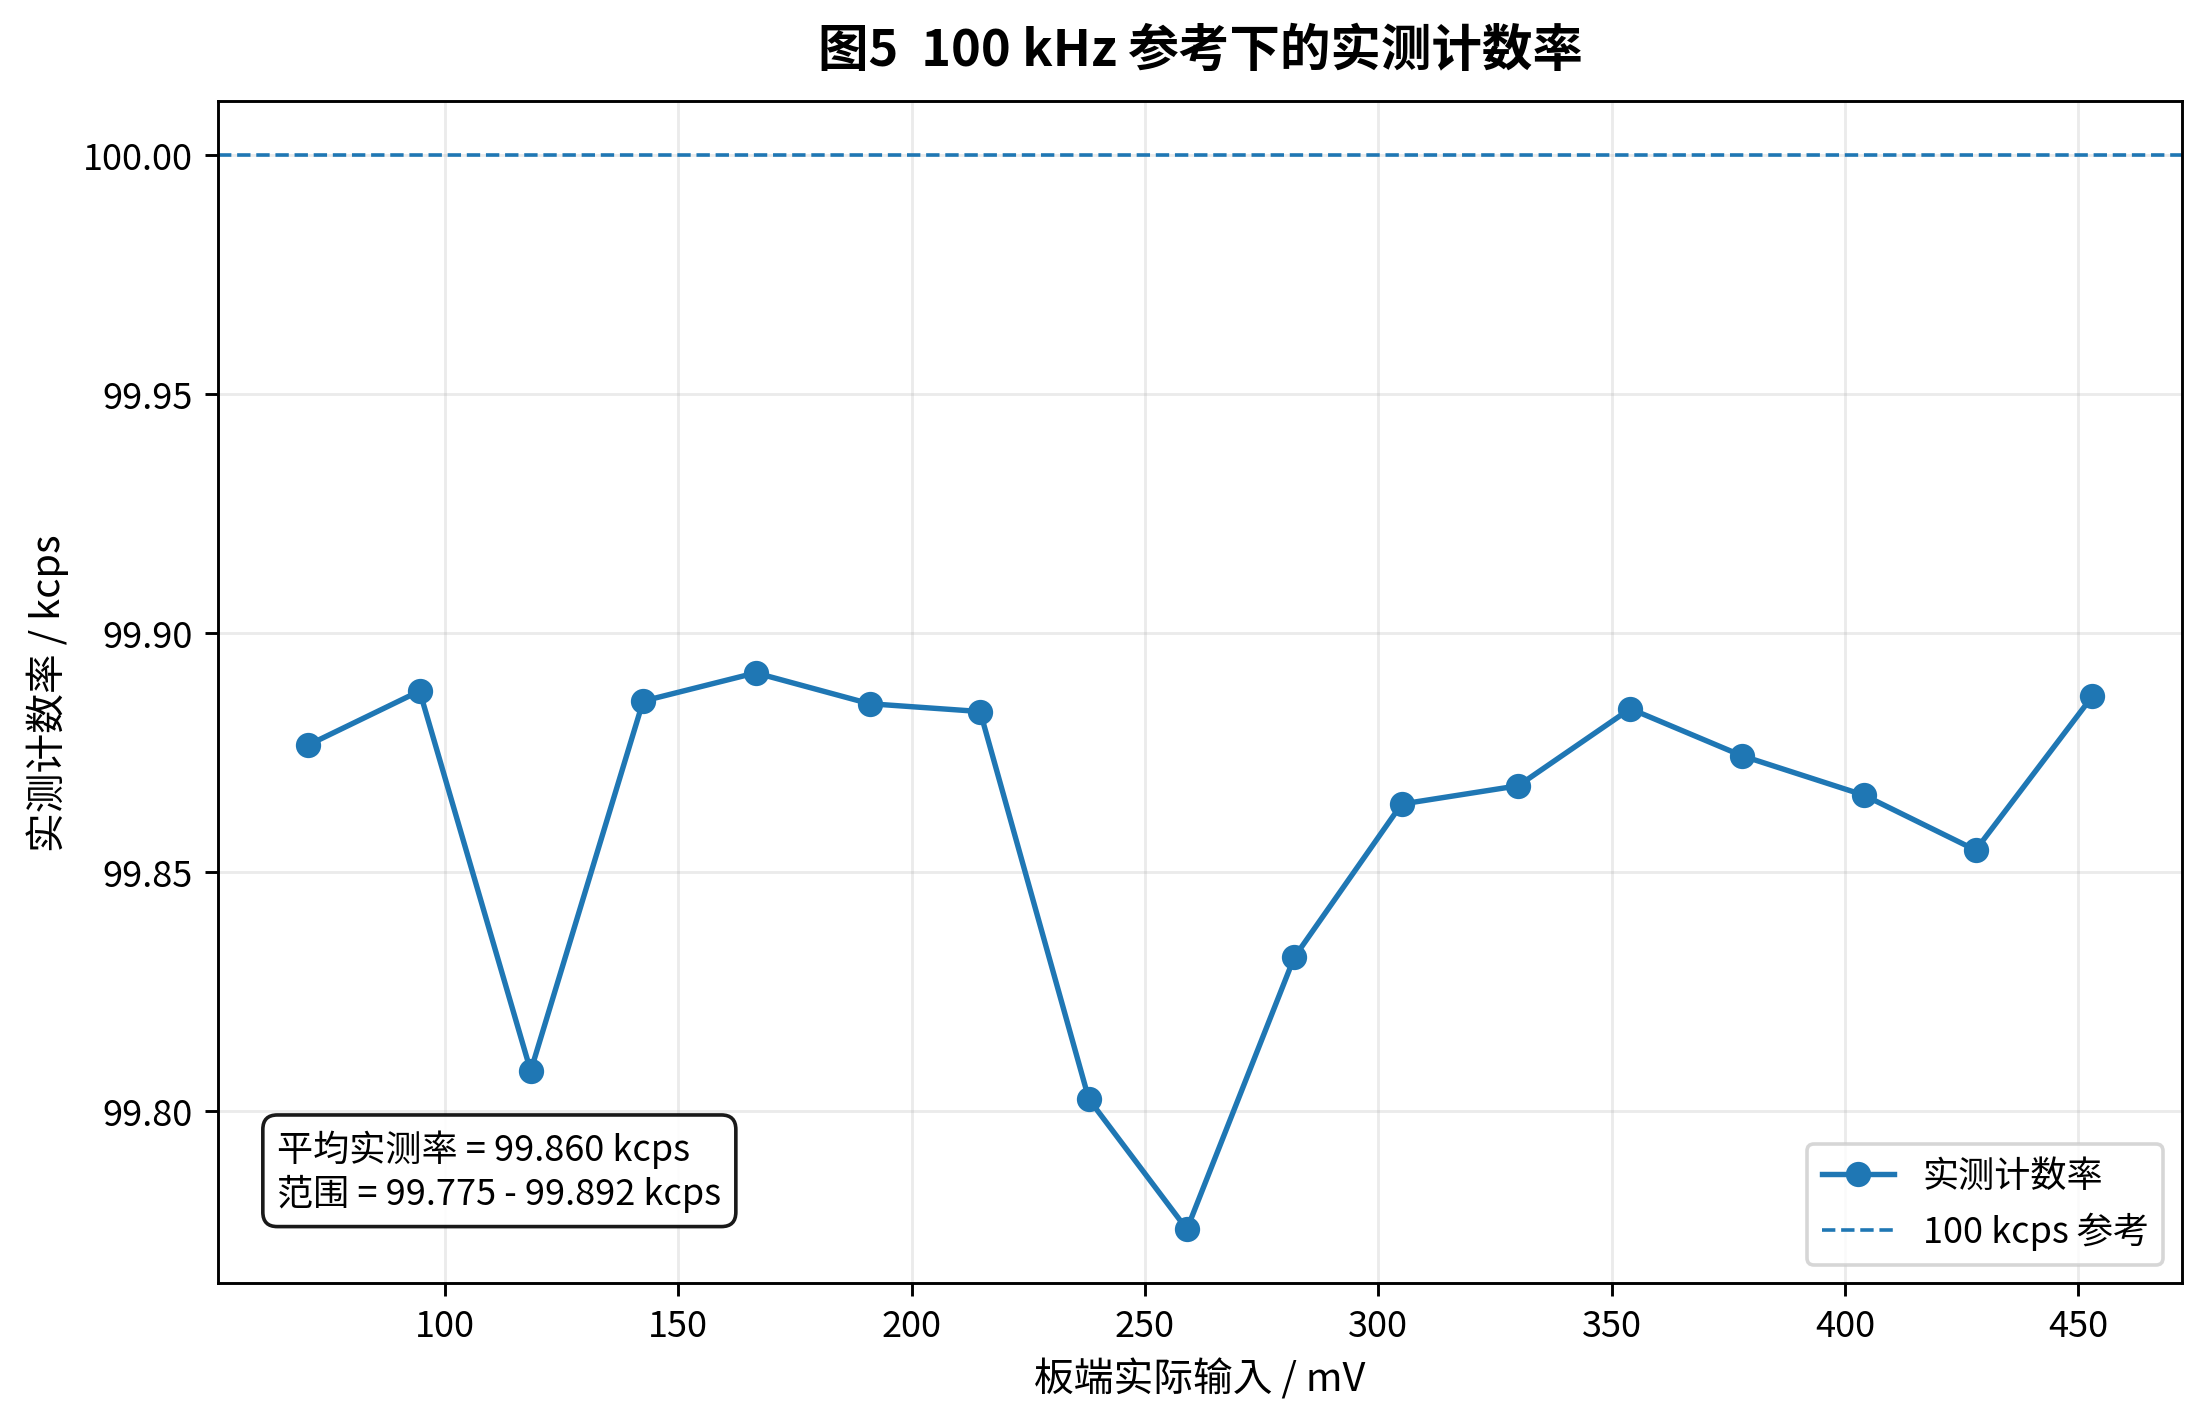 图5  100 kHz 参考下的实测计数率
实测计数率 / kcps
100.00
99.95
99.90
99.85
99.80
平均实测率 = 99.860 kcps
范围 = 99.775 - 99.892 kcps
实测计数率
100 kcps 参考
100
150
200
250
300
350
400
450
板端实际输入 / mV